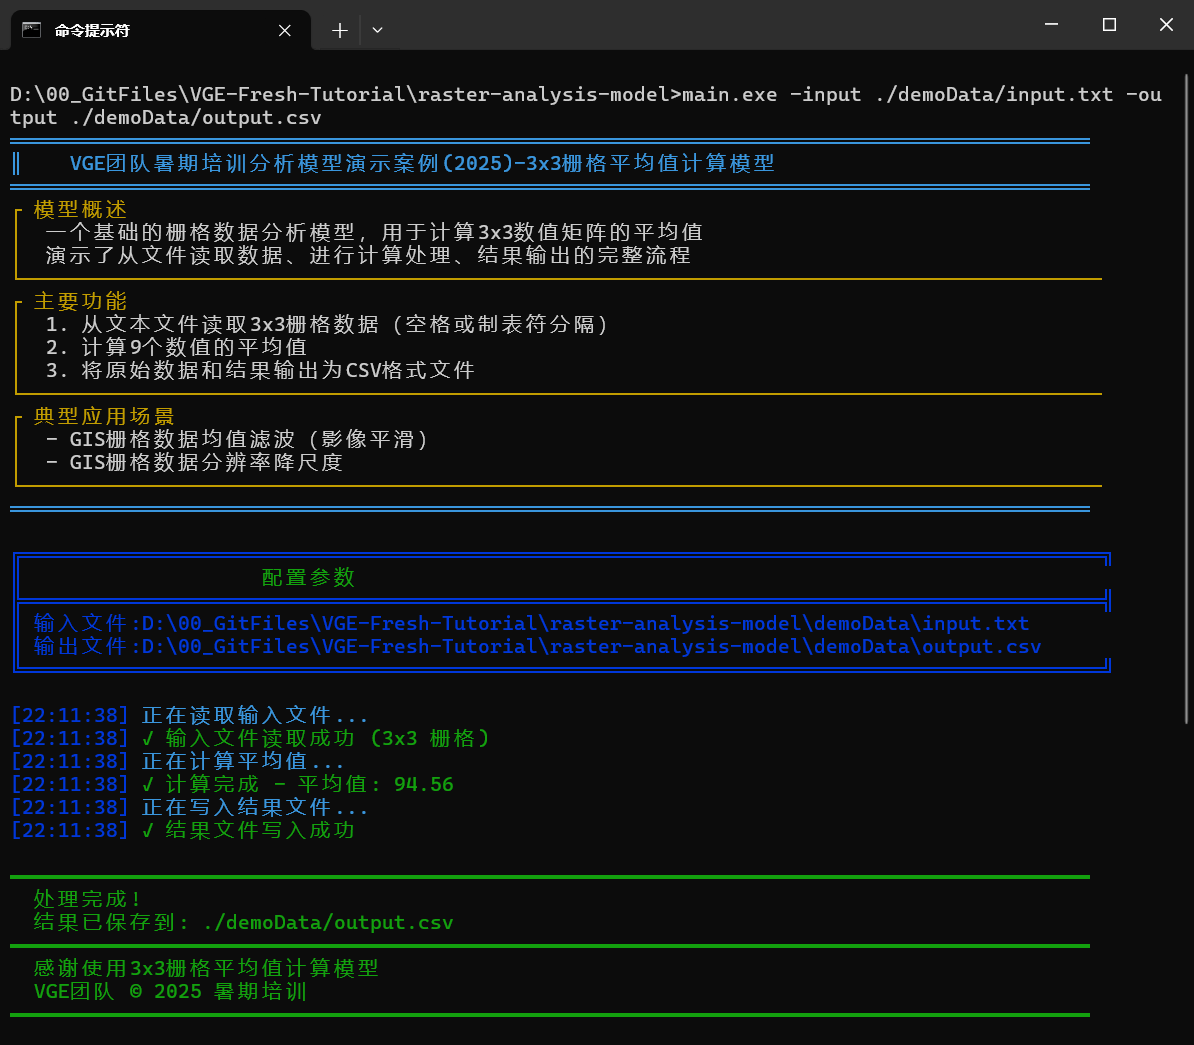 命令提示符
D:\00_GitFiles\VGE-Fresh-Tutorial\raster-analysis-model>main.exe -input ./demoData/input.txt -ou
tput ./demoData/output.csv
VGE团队暑期培训分析模型演示案例(2025)-3x3栅格平均值计算模型
模型概述
一个基础的栅格数据分析模型，用于计算3x3数值矩阵的平均值
演示了从文件读取数据、进行计算处理、结果输出的完整流程
主要功能
1. 从文本文件读取3x3栅格数据（空格或制表符分隔）
2. 计算9个数值的平均值
3. 将原始数据和结果输出为CSV格式文件
典型应用场景
- GIS栅格数据均值滤波（影像平滑）
- GIS栅格数据分辨率降尺度
配置参数
输入文件:D:\00_GitFiles\VGE-Fresh-Tutorial\raster-analysis-model\demoData\input.txt
输出文件:D:\00_GitFiles\VGE-Fresh-Tutorial\raster-analysis-model\demoData\output.csv
[22:11:38] 正在读取输入文件...
[22:11:38] √ 输入文件读取成功 (3x3 栅格)
[22:11:38] 正在计算平均值...
[22:11:38] √ 计算完成 - 平均值: 94.56
[22:11:38] 正在写入结果文件...
[22:11:38] √ 结果文件写入成功
处理完成!
结果已保存到: ./demoData/output.csv
感谢使用3x3栅格平均值计算模型
VGE团队 © 2025 暑期培训